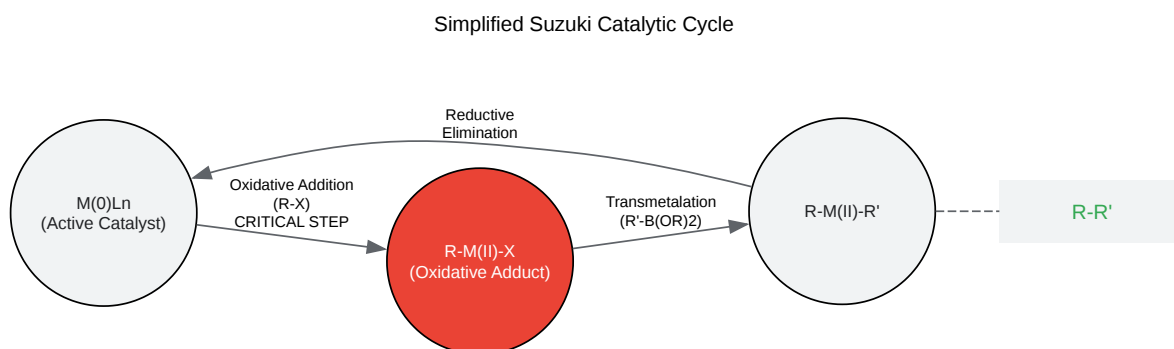 Simplified Suzuki Catalytic Cycle
Reductive
Elimination
M(0)Ln
(Active Catalyst)
Oxidative Addition
(R-X)
CRITICAL STEP
R-M(II)-X
(Oxidative Adduct)
Transmetalation
(R'-B(OR)2)
R-M(II)-R'
R-R'